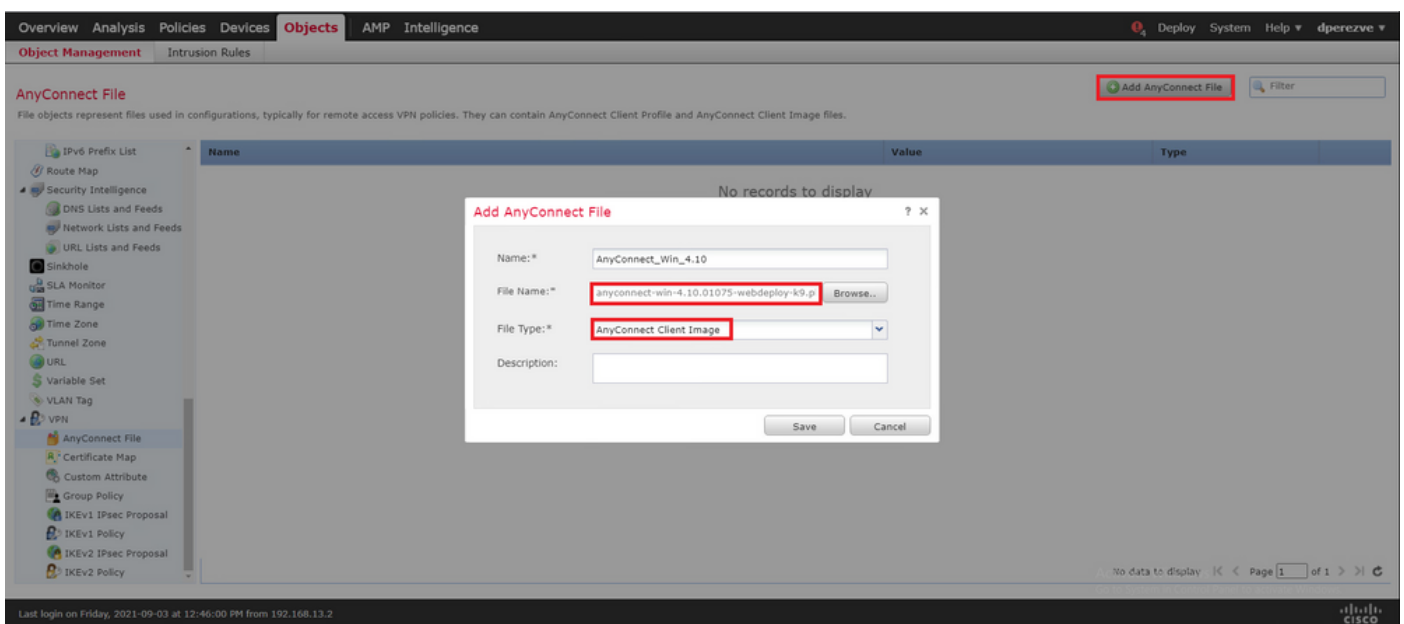 Overview Analysis Policies Devices Objects AMP Intelligence 4 Deploy System Help dperezve
Object Management Intrusion Rules
AnyConnect File
Add AnyConnect File Filter
File objects represent files used in configurations, typically for remote access VPN policies. They can contain AnyConnect Client Profile and AnyConnect Client Image files.
Name Value Type
No records to display
IPv6 Prefix List
Route Map
Security Intelligence
DNS Lists and Feeds
Network Lists and Feeds
URL Lists and Feeds
Sinkhole
SLA Monitor
Time Range
Time Zone
Tunnel Zone
URL
Variable Set
VLAN Tag
VPN
AnyConnect File
Certificate Map
Custom Attribute
Group Policy
IKEv1 IPsec Proposal
IKEv1 Policy
IKEv2 IPsec Proposal
IKEv2 Policy
Add AnyConnect File ? ×
Name:* AnyConnect_Win_4.10
File Name:* anyconnect-win-4.10.01075-webdeploy-k9.p Browse..
File Type:* AnyConnect Client Image
Description:
Save Cancel
No data to display |< < Page 1 of 1 > >|
Last login on Friday, 2021-09-03 at 12:46:00 PM from 192.168.13.2
CISCO